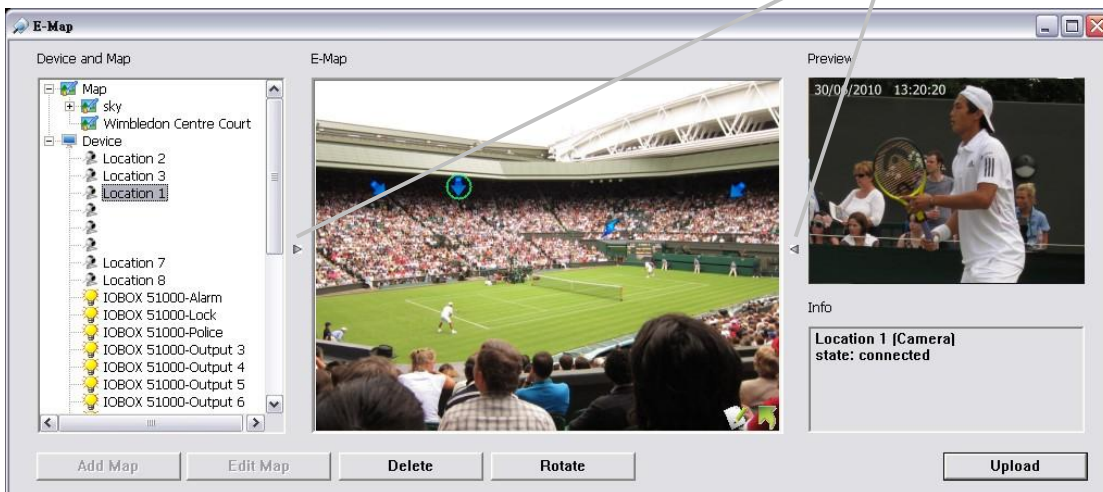 E-Map
Device and Map
E-Map
Preview
Map
sky
Wimbledon Centre Court
Device
Location 2
Location 3
Location 1
Location 7
Location 8
IOBOX 51000-Alarm
IOBOX 51000-Lock
IOBOX 51000-Police
IOBOX 51000-Output 3
IOBOX 51000-Output 4
IOBOX 51000-Output 5
IOBOX 51000-Output 6
30/06/2010 13:20:20
Info
Location 1 (Camera)
state: connected
Add Map
Edit Map
Delete
Rotate
Upload